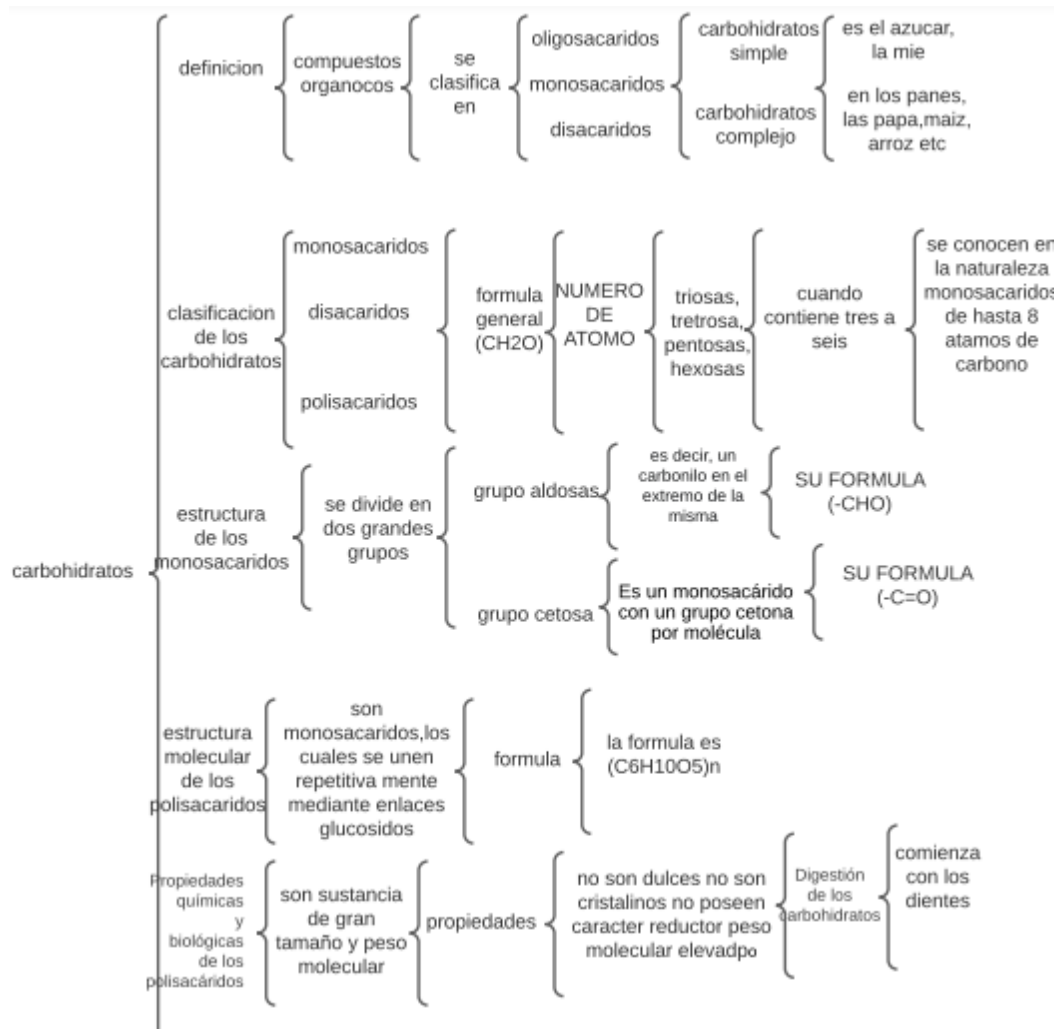 carbohidratos
definicion
compuestos
organocos
se
clasifica
en
oligosacaridos
monosacaridos
disacaridos
carbohidratos
simple
carbohidratos
complejo
es el azucar,
la mie
en los panes,
las papa,maiz,
arroz etc
clasificacion
de los
carbohidratos
monosacaridos
disacaridos
polisacaridos
formula
general
(CH2O)
NUMERO
DE
ATOMO
triosas,
tretrosa,
pentosas,
hexosas
cuando
contiene tres a
seis
se conocen en
la naturaleza
monosacaridos
de hasta 8
atamos de
carbono
estructura
de los
monosacaridos
se divide en
dos grandes
grupos
grupo aldosas
es decir, un
carbonilo en el
extremo de la
misma
SU FORMULA
(-CHO)
grupo cetosa
Es un monosacárido
con un grupo cetona
por molécula
SU FORMULA
(-C=O)
estructura
molecular
de los
polisacaridos
son
monosacaridos,los
cuales se unen
repetitiva mente
mediante enlaces
glucosidos
formula
la formula es
(C6H10O5)n
Propiedades
químicas
y
biológicas
de los
polisacáridos
son sustancia
de gran
tamaño y peso
molecular
propiedades
no son dulces no son
cristalinos no poseen
caracter reductor peso
molecular elevadpo
Digestión
de los
carbohidratos
comienza
con los
dientes